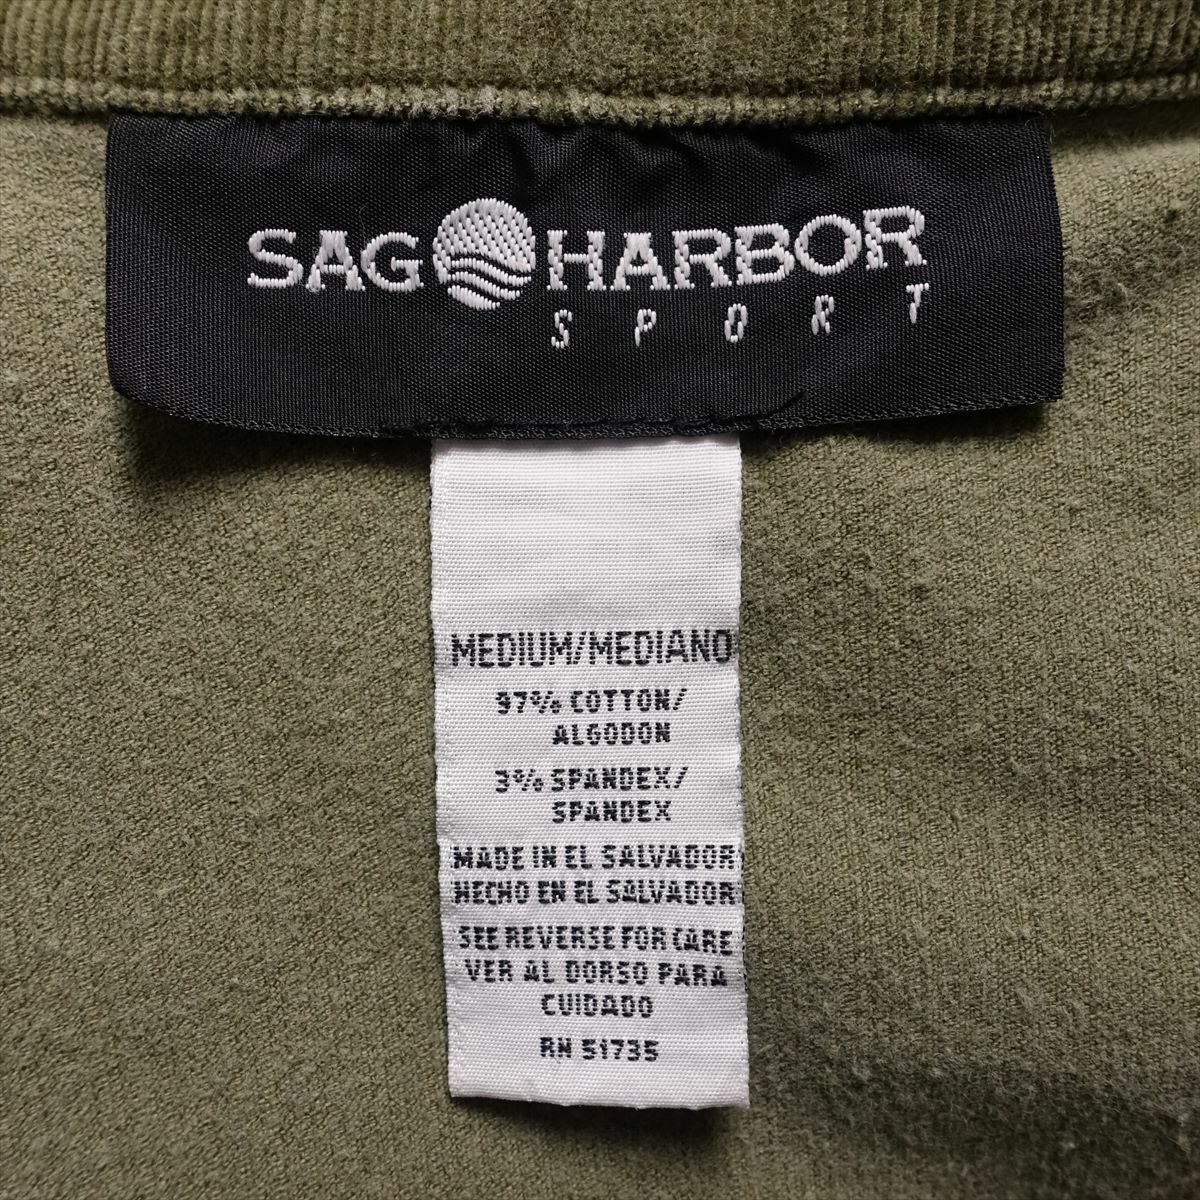 SAG HARBOR
SPORT
MEDIUM/MEDIANO
97% COTTON/
ALGODON
3% SPANDEX/
SPANDEX
MADE IN EL SALVADOR
HECHO EN EL SALVADOR
SEE REVERSE FOR CARE
VER AL DORSO PARA
CUIDADO
RN 51735